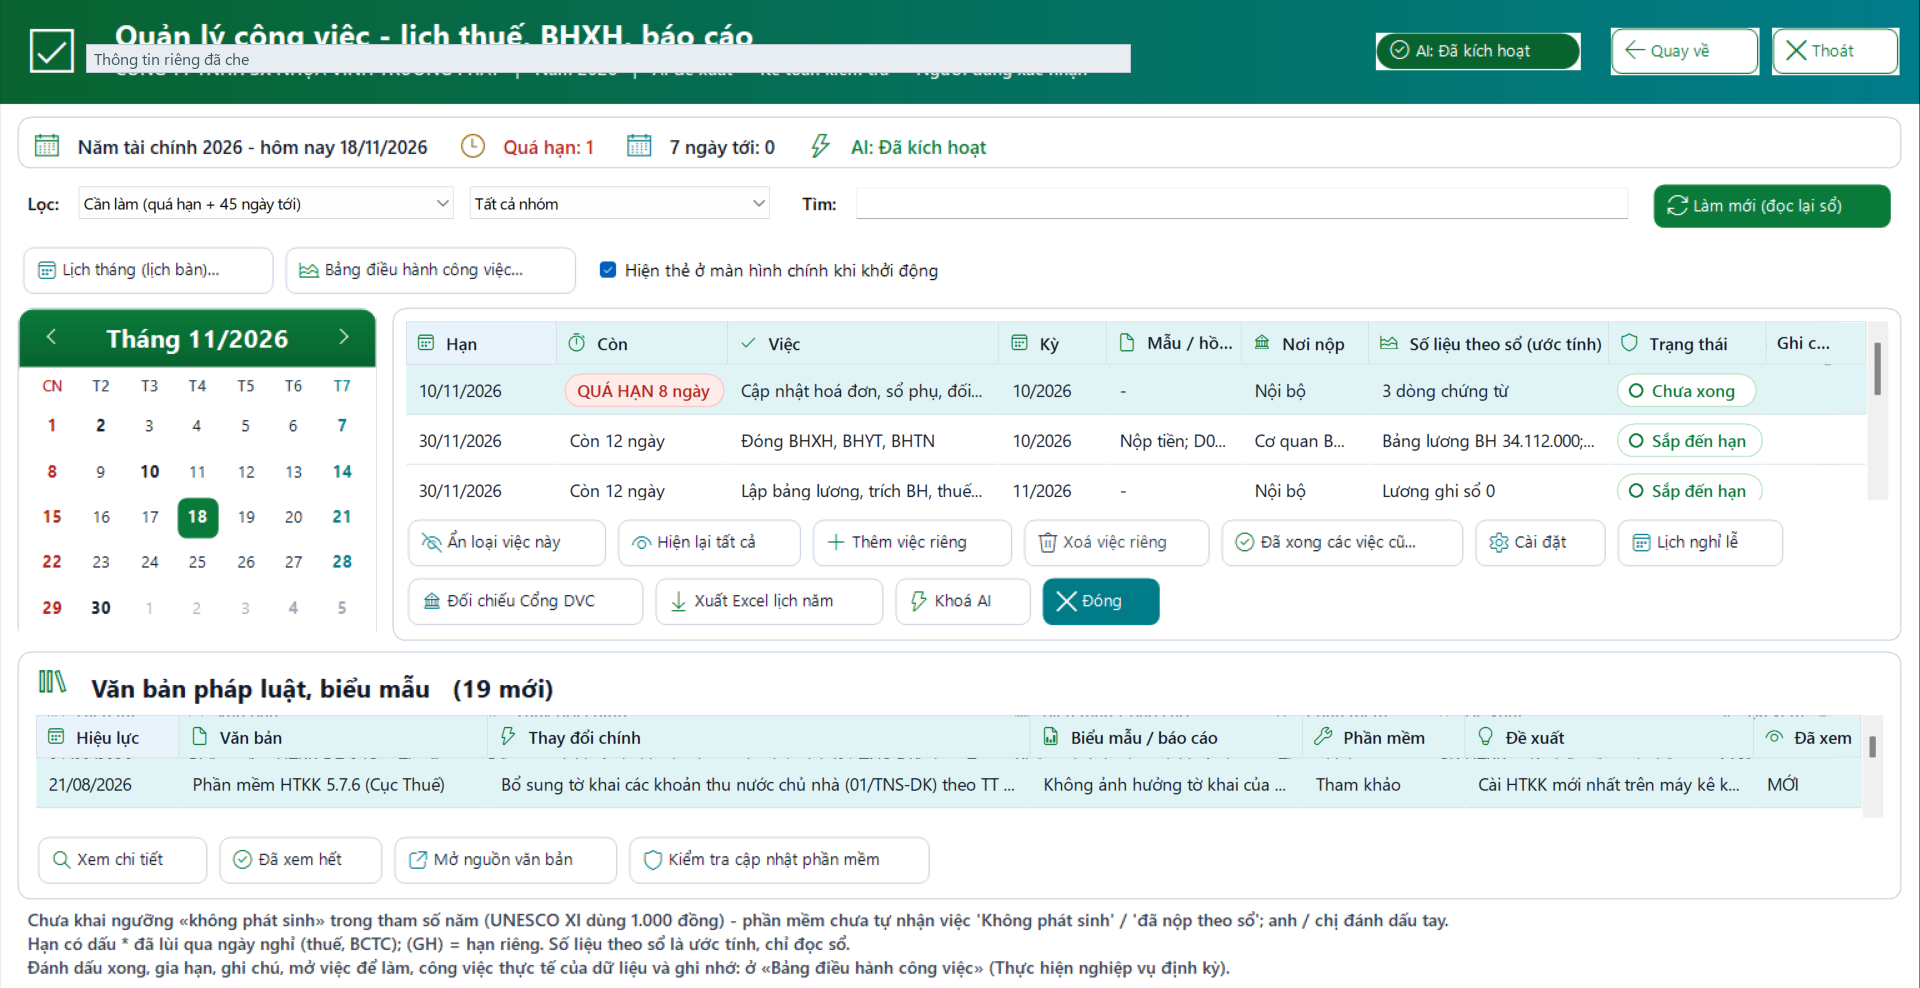 Quản lý công việc - lịch thuế, BHXH, báo cáo
Thông tin riêng đã che
AI: Đã kích hoạt
Quay về
Thoát
Năm tài chính 2026 - hôm nay 18/11/2026
Quá hạn: 1
7 ngày tới: 0
AI: Đã kích hoạt
Lọc:
Cần làm (quá hạn + 45 ngày tới)
Tất cả nhóm
Tìm:
Làm mới (đọc lại sổ)
Lịch tháng (lịch bàn)...
Bảng điều hành công việc...
Hiện thẻ ở màn hình chính khi khởi động
Tháng 11/2026
CN T2 T3 T4 T5 T6 T7
1 2 3 4 5 6 7
8 9 10 11 12 13 14
15 16 17 18 19 20 21
22 23 24 25 26 27 28
29 30 1 2 3 4 5
Hạn Còn Việc Kỳ Mẫu / hồ... Nơi nộp Số liệu theo sổ (ước tính) Trạng thái Ghi c...
10/11/2026 QUÁ HẠN 8 ngày Cập nhật hoá đơn, sổ phụ, đối... 10/2026 - Nội bộ 3 dòng chứng từ Chưa xong
30/11/2026 Còn 12 ngày Đóng BHXH, BHYT, BHTN 10/2026 Nộp tiền; D0... Cơ quan B... Bảng lương BH 34.112.000;... Sắp đến hạn
30/11/2026 Còn 12 ngày Lập bảng lương, trích BH, thuế... 11/2026 - Nội bộ Lương ghi sổ 0 Sắp đến hạn
Ẩn loại việc này
Hiện lại tất cả
Thêm việc riêng
Xoá việc riêng
Đã xong các việc cũ...
Cài đặt
Lịch nghỉ lễ
Đối chiếu Cổng DVC
Xuất Excel lịch năm
Khoá AI
Đóng
Văn bản pháp luật, biểu mẫu (19 mới)
Hiệu lực Văn bản Thay đổi chính Biểu mẫu / báo cáo Phần mềm Đề xuất Đã xem
21/08/2026 Phần mềm HTKK 5.7.6 (Cục Thuế) Bổ sung tờ khai các khoản thu nước chủ nhà (01/TNS-DK) theo TT ... Không ảnh hưởng tờ khai của ... Tham khảo Cài HTKK mới nhất trên máy kê k... MỚI
Xem chi tiết
Đã xem hết
Mở nguồn văn bản
Kiểm tra cập nhật phần mềm
Chưa khai ngưỡng «không phát sinh» trong tham số năm (UNESCO XI dùng 1.000 đồng) - phần mềm chưa tự nhận việc 'Không phát sinh' / 'đã nộp theo sổ'; anh / chị đánh dấu tay.
Hạn có dấu * đã lùi qua ngày nghỉ (thuế, BCTC); (GH) = hạn riêng. Số liệu theo sổ là ước tính, chỉ đọc sổ.
Đánh dấu xong, gia hạn, ghi chú, mở việc để làm, công việc thực tế của dữ liệu và ghi nhớ: ở «Bảng điều hành công việc» (Thực hiện nghiệp vụ định kỳ).